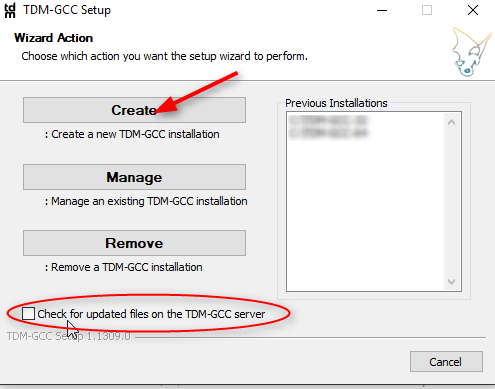 tdm
TDM-GCC Setup
Wizard Action
Choose which action you want the setup wizard to perform.
Create
: Create a new TDM-GCC installation
Manage
: Manage an existing TDM-GCC installation
Remove
: Remove a TDM-GCC installation
Previous Installations
Check for updated files on the TDM-GCC server
TDM-GCC Setup 1.1309.0
Cancel